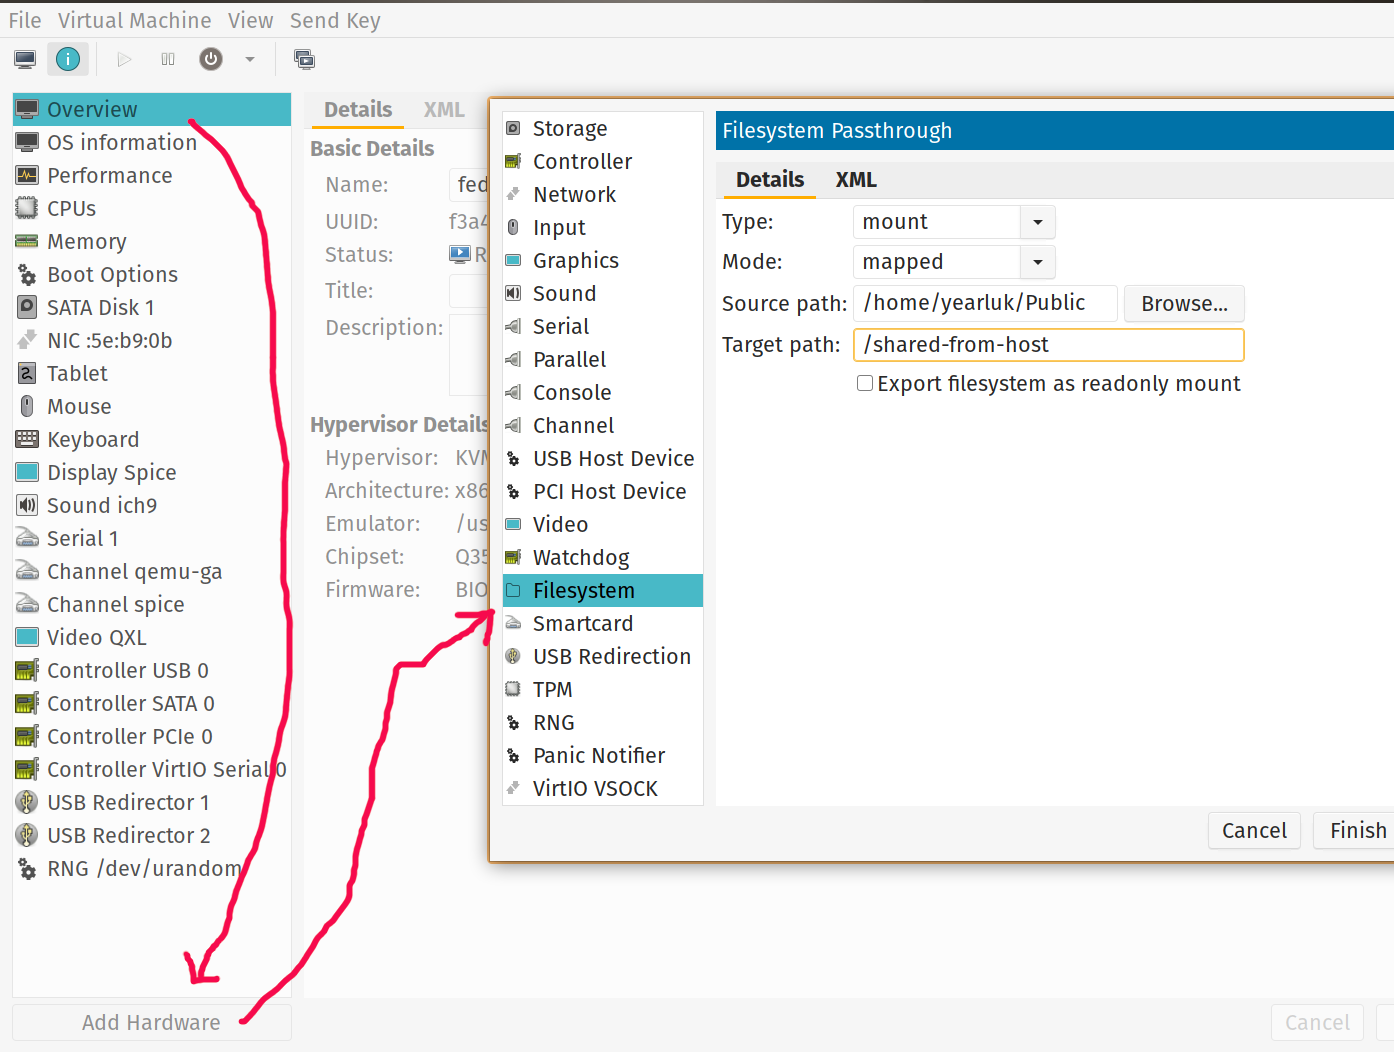 File Virtual Machine View Send Key
Overview
OS information
Performance
CPUs
Memory
Boot Options
SATA Disk 1
NIC :5e:b9:0b
Tablet
Mouse
Keyboard
Display Spice
Sound ich9
Serial 1
Channel qemu-ga
Channel spice
Video QXL
Controller USB 0
Controller SATA 0
Controller PCIe 0
Controller VirtIO Serial 0
USB Redirector 1
USB Redirector 2
RNG /dev/urandom
Add Hardware
Details XML
Basic Details
Name: fed
UUID: f3a4
Status: R
Title:
Description:
Hypervisor Details
Hypervisor: KVM
Architecture: x86
Emulator: /us
Chipset: Q35
Firmware: BIO
Storage
Controller
Network
Input
Graphics
Sound
Serial
Parallel
Console
Channel
USB Host Device
PCI Host Device
Video
Watchdog
Filesystem
Smartcard
USB Redirection
TPM
RNG
Panic Notifier
VirtIO VSOCK
Filesystem Passthrough
Details XML
Type: mount
Mode: mapped
Source path: /home/yearluk/Public Browse...
Target path: /shared-from-host
Export filesystem as readonly mount
Cancel Finish
Cancel